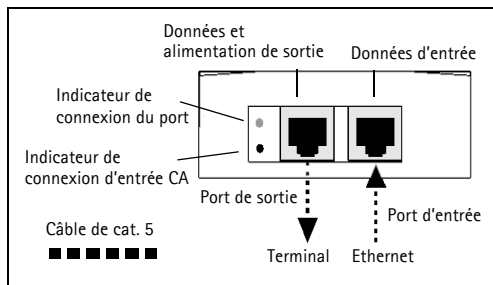 Données et
alimentation de sortie
Données d'entrée
Indicateur de
connexion du port
Indicateur de
connexion d'entrée CA
Port de sortie
Port d'entrée
Câble de cat. 5
Terminal
Ethernet